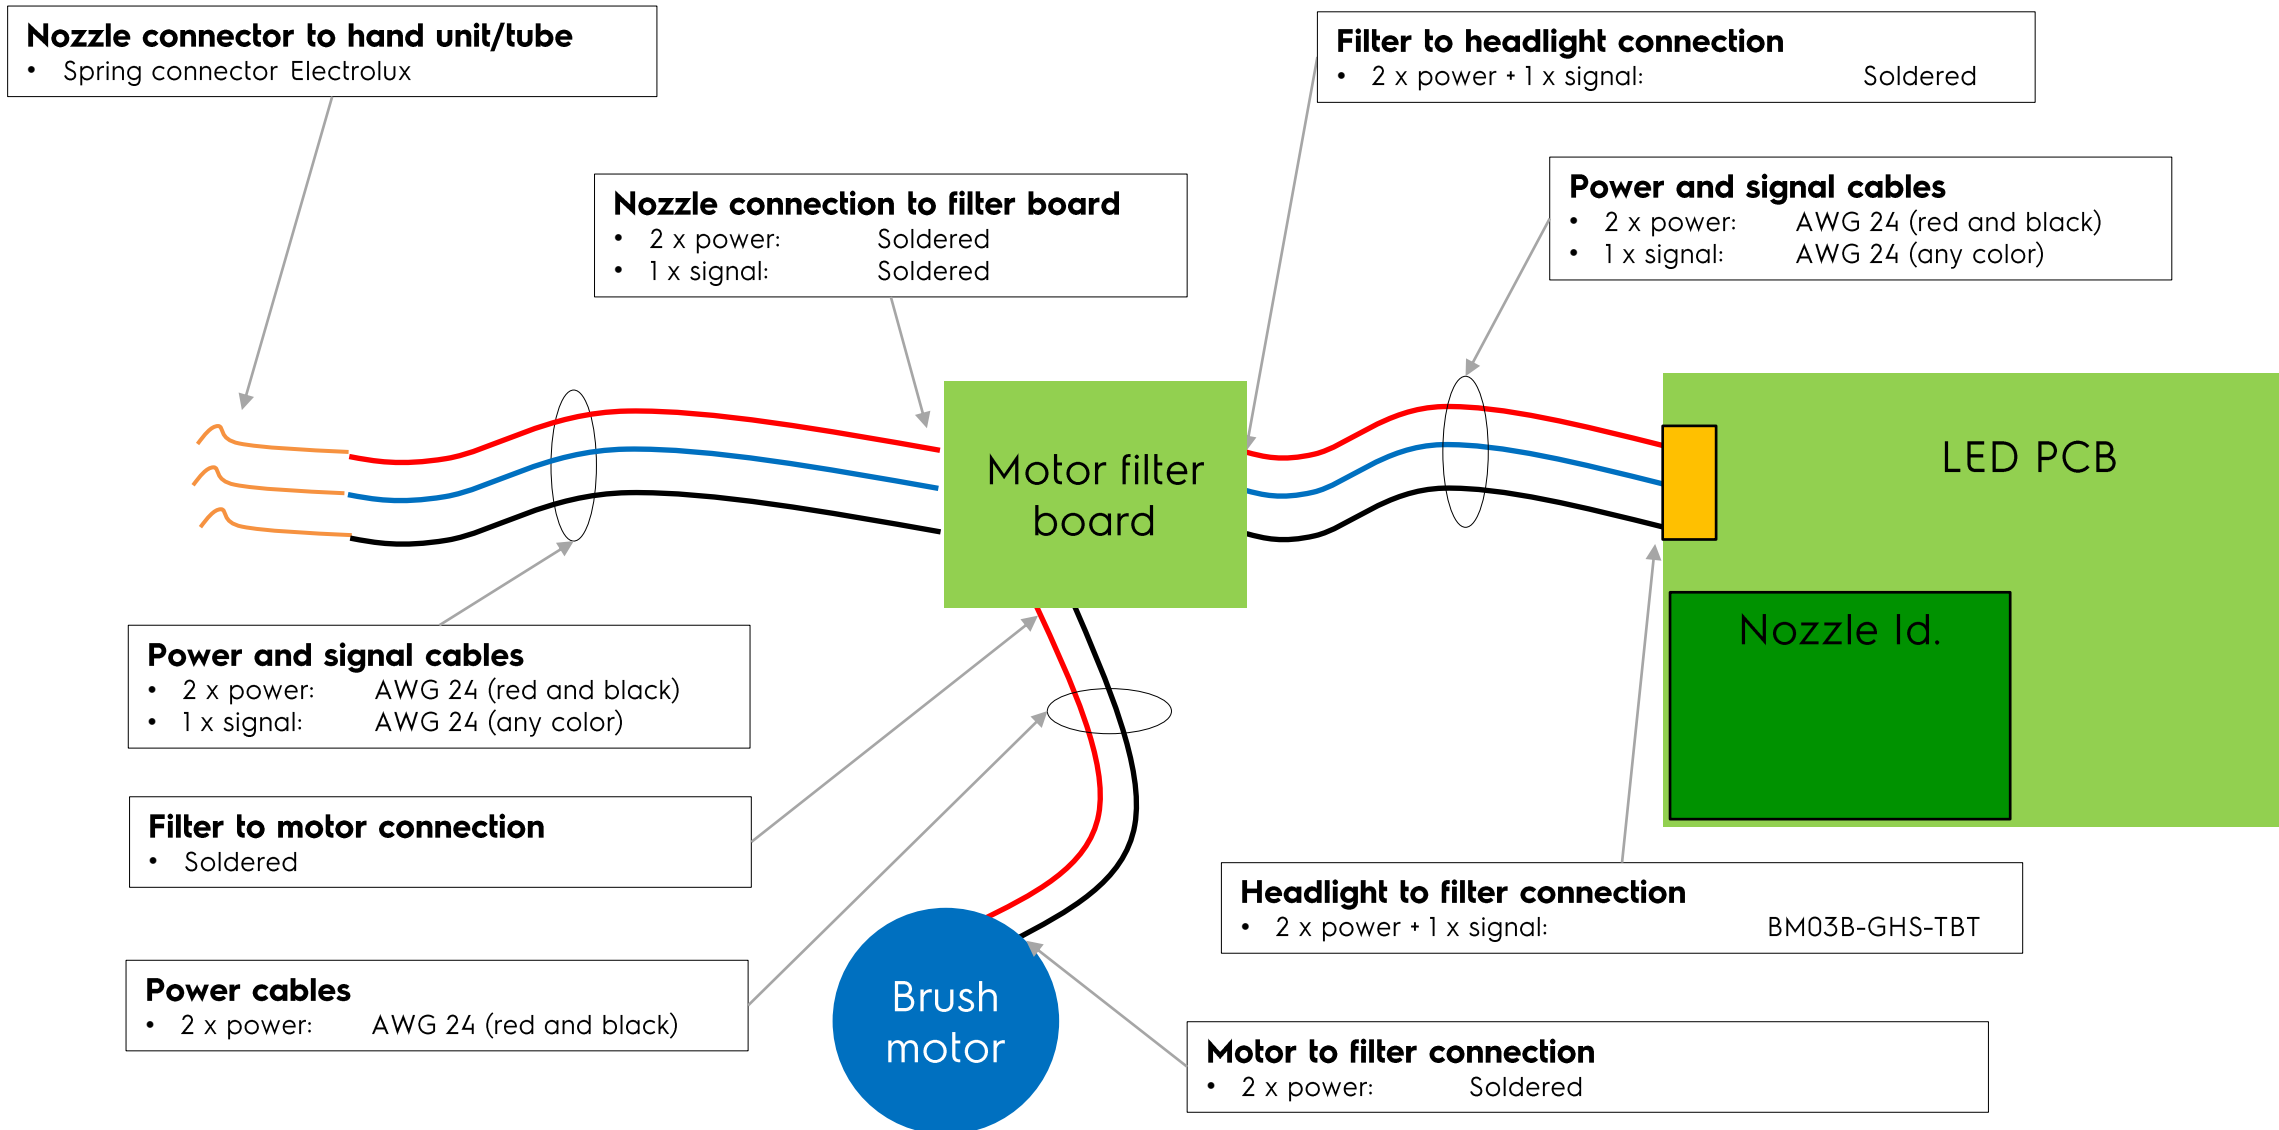 Nozzle connector to hand unit/tube
• Spring connector Electrolux
Filter to headlight connection
• 2 x power + 1 x signal: Soldered
Nozzle connection to filter board
• 2 x power: Soldered
• 1 x signal: Soldered
Power and signal cables
• 2 x power: AWG 24 (red and black)
• 1 x signal: AWG 24 (any color)
Motor filter
board
LED PCB
Nozzle Id.
Power and signal cables
• 2 x power: AWG 24 (red and black)
• 1 x signal: AWG 24 (any color)
Filter to motor connection
• Soldered
Headlight to filter connection
• 2 x power + 1 x signal: BM03B-GHS-TBT
Power cables
• 2 x power: AWG 24 (red and black)
Brush
motor
Motor to filter connection
• 2 x power: Soldered